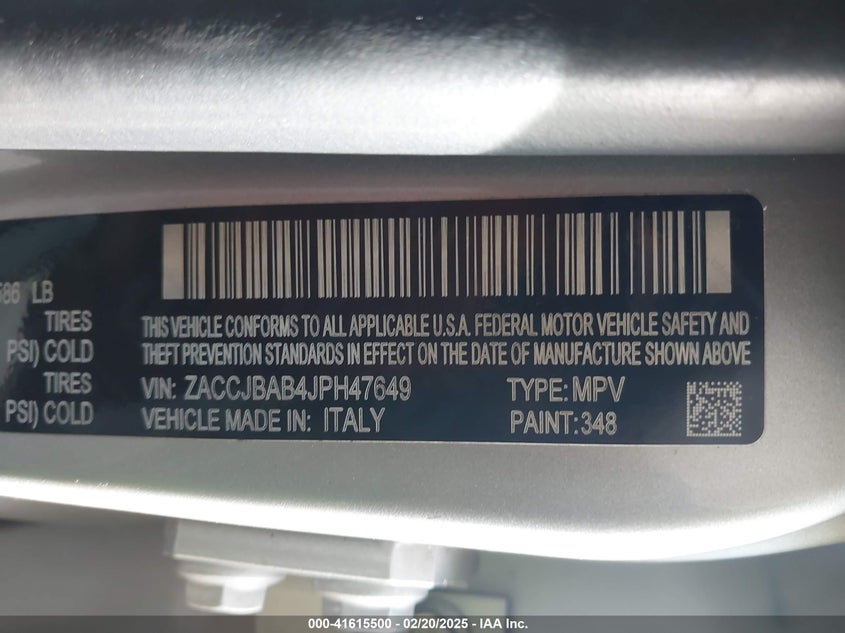 586 LB
TIRES
PSI) COLD
TIRES
PSI) COLD
THIS VEHICLE CONFORMS TO ALL APPLICABLE U.S.A. FEDERAL MOTOR VEHICLE SAFETY AND
THEFT PREVENTION STANDARDS IN EFFECT ON THE DATE OF MANUFACTURE SHOWN ABOVE
VIN: ZACCJBAB4JPH47649 TYPE: MPV
VEHICLE MADE IN: ITALY PAINT: 348
000-41615500 - 02/20/2025 - IAA Inc.